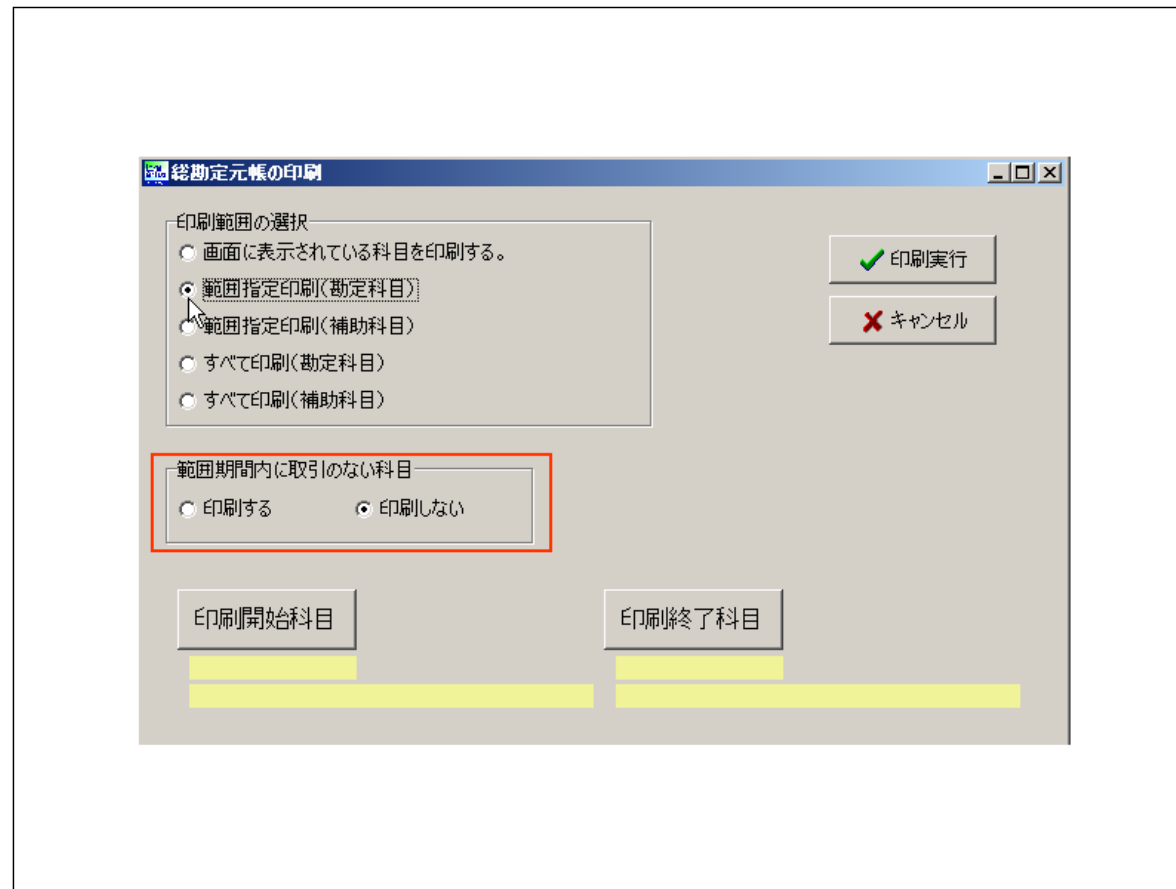 総勘定元帳の印刷
印刷範囲の選択
画面に表示されている科目を印刷する。
範囲指定印刷(勘定科目)
範囲指定印刷(補助科目)
すべて印刷(勘定科目)
すべて印刷(補助科目)
印刷実行
キャンセル
範囲期間内に取引のない科目
印刷する 印刷しない
印刷開始科目 印刷終了科目